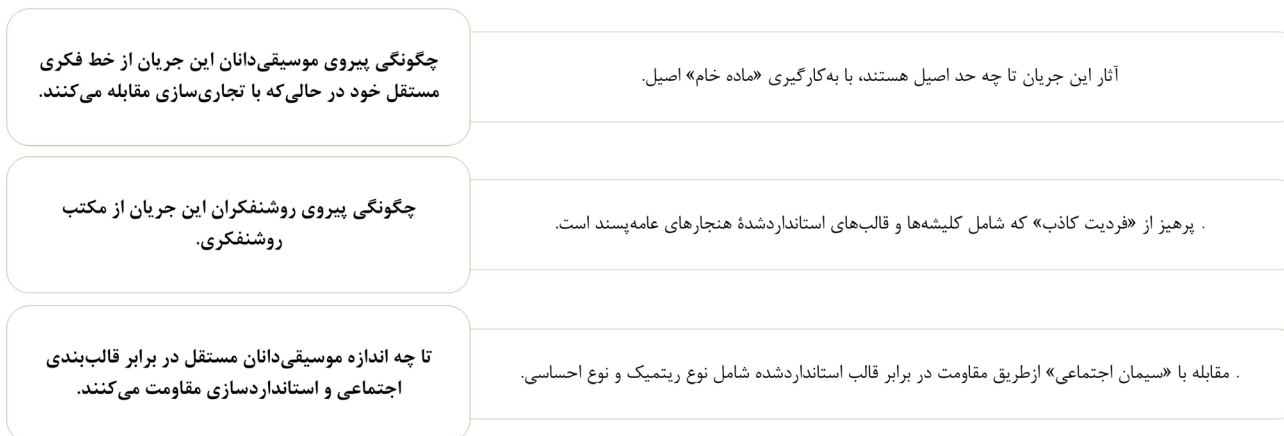 چگونگی پیروی موسیقی‌دانان این جریان از خط فکری
مستقل خود در حالی‌که با تجاری‌سازی مقابله می‌کنند.
آثار این جریان تا چه حد اصیل هستند، با به‌کارگیری «ماده خام» اصیل.
چگونگی پیروی روشنفکران این جریان از مکتب
روشنفکری.
. پرهیز از «فردیت کاذب» که شامل کلیشه‌ها و قالب‌های استانداردشدهٔ هنجارهای عامه‌پسند است.
تا چه اندازه موسیقی‌دانان مستقل در برابر قالب‌بندی
اجتماعی و استانداردسازی مقاومت می‌کنند.
. مقابله با «سیمان اجتماعی» ازطریق مقاومت در برابر قالب استانداردشده شامل نوع ریتمیک و نوع احساسی.